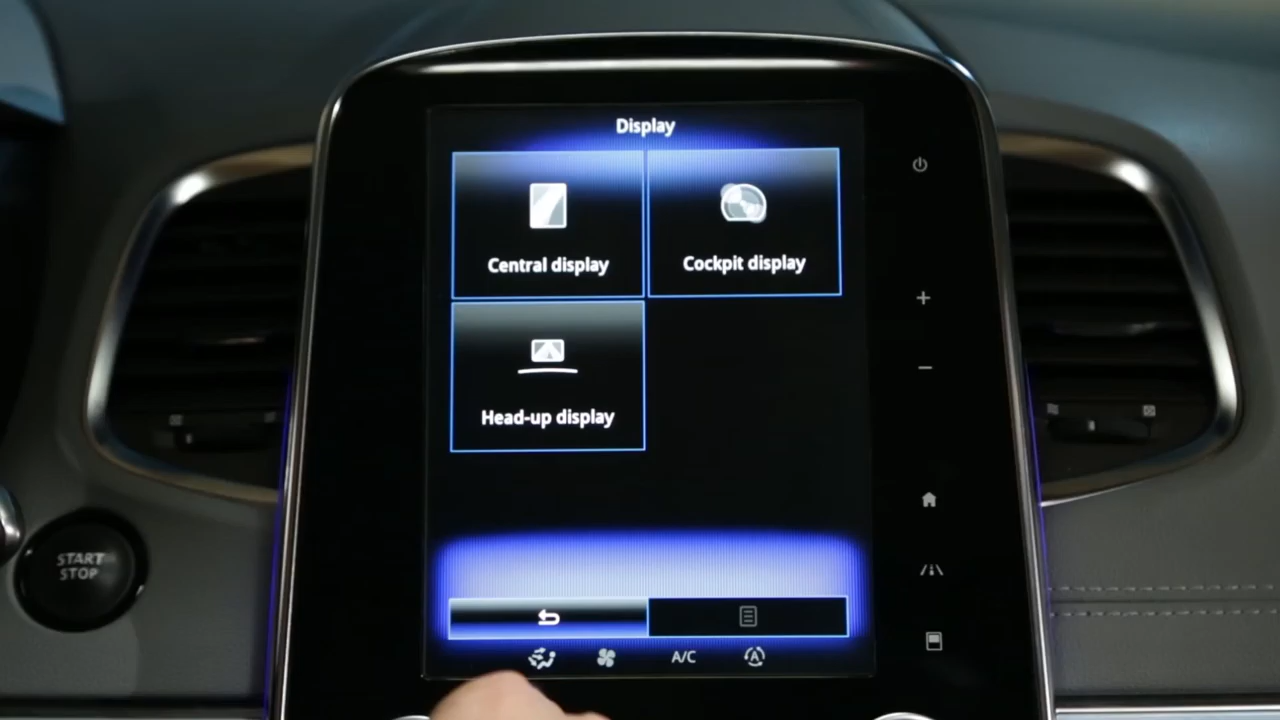 Display
Central display
Cockpit display
Head-up display
START
STOP
A/C
A